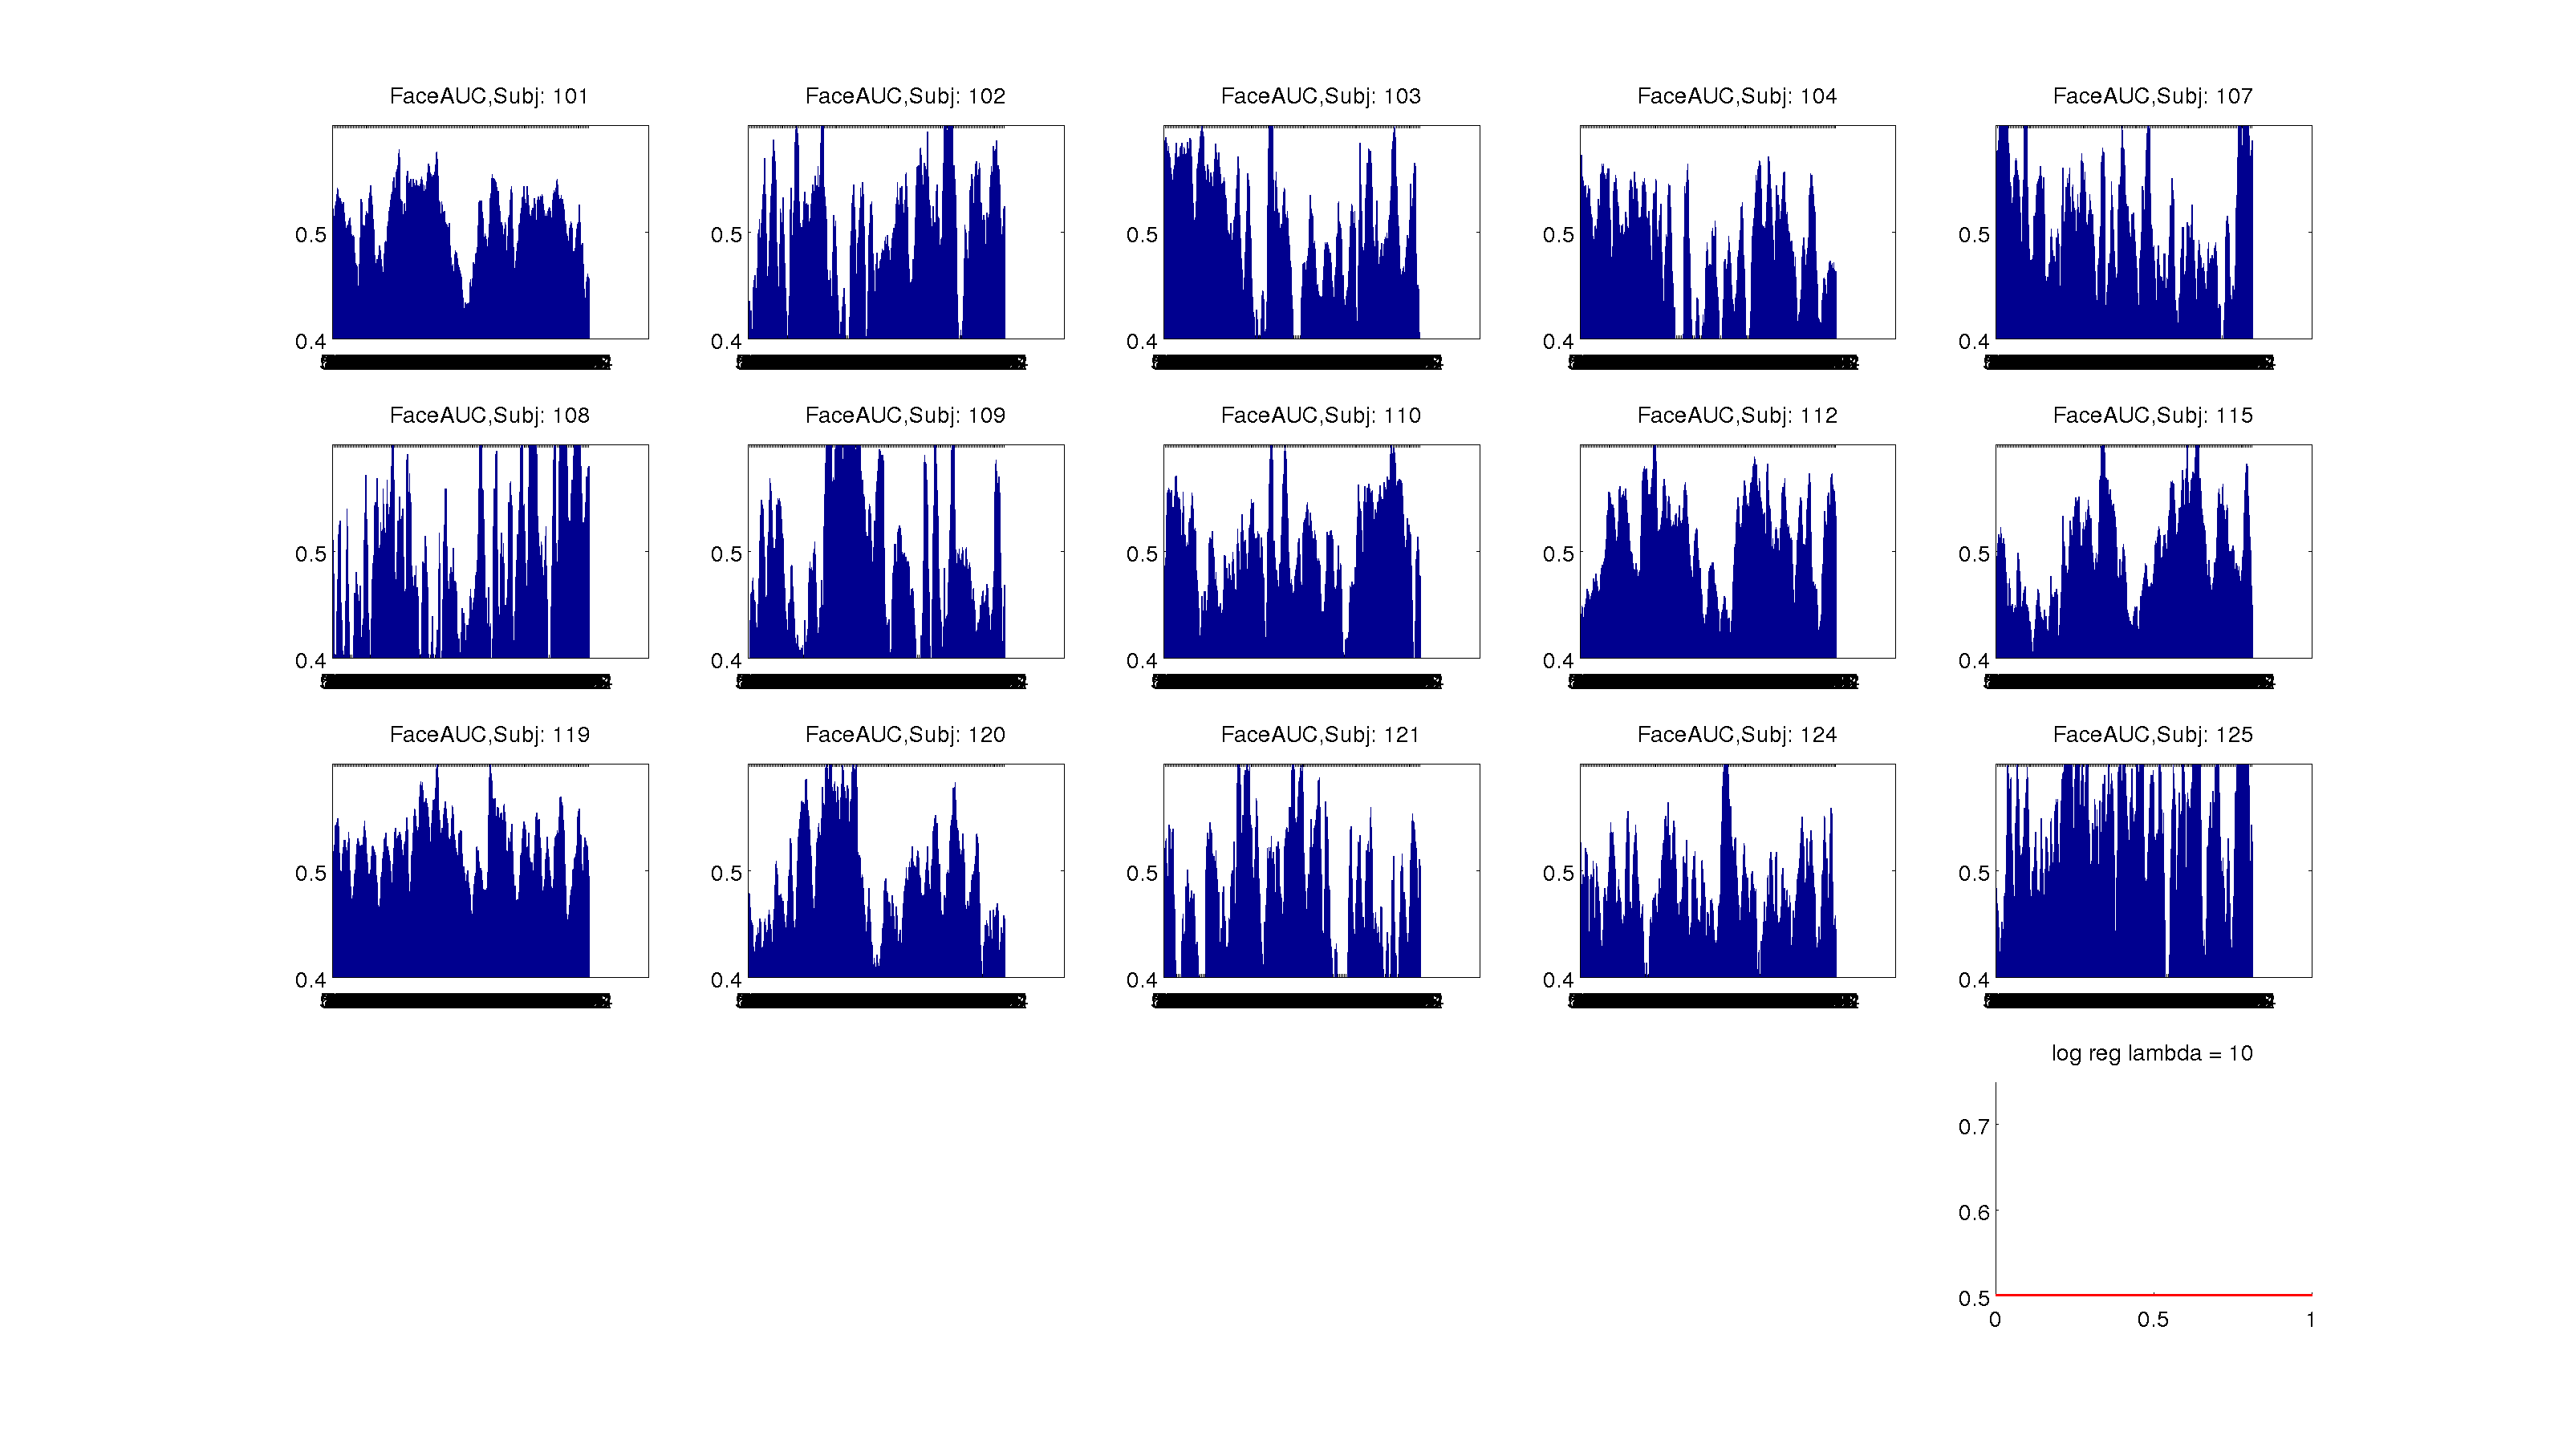 FaceAUC,Subj: 101
FaceAUC,Subj: 102
FaceAUC,Subj: 103
FaceAUC,Subj: 104
FaceAUC,Subj: 107
0.5
0.4
0.5
0.4
0.5
0.4
0.5
0.4
0.5
0.4
FaceAUC,Subj: 108
FaceAUC,Subj: 109
FaceAUC,Subj: 110
FaceAUC,Subj: 112
FaceAUC,Subj: 115
0.5
0.4
0.5
0.4
0.5
0.4
0.5
0.4
0.5
0.4
FaceAUC,Subj: 119
FaceAUC,Subj: 120
FaceAUC,Subj: 121
FaceAUC,Subj: 124
FaceAUC,Subj: 125
0.5
0.4
0.5
0.4
0.5
0.4
0.5
0.4
0.5
0.4
log reg lambda = 10
0.7
0.6
0.5
0 0.5 1